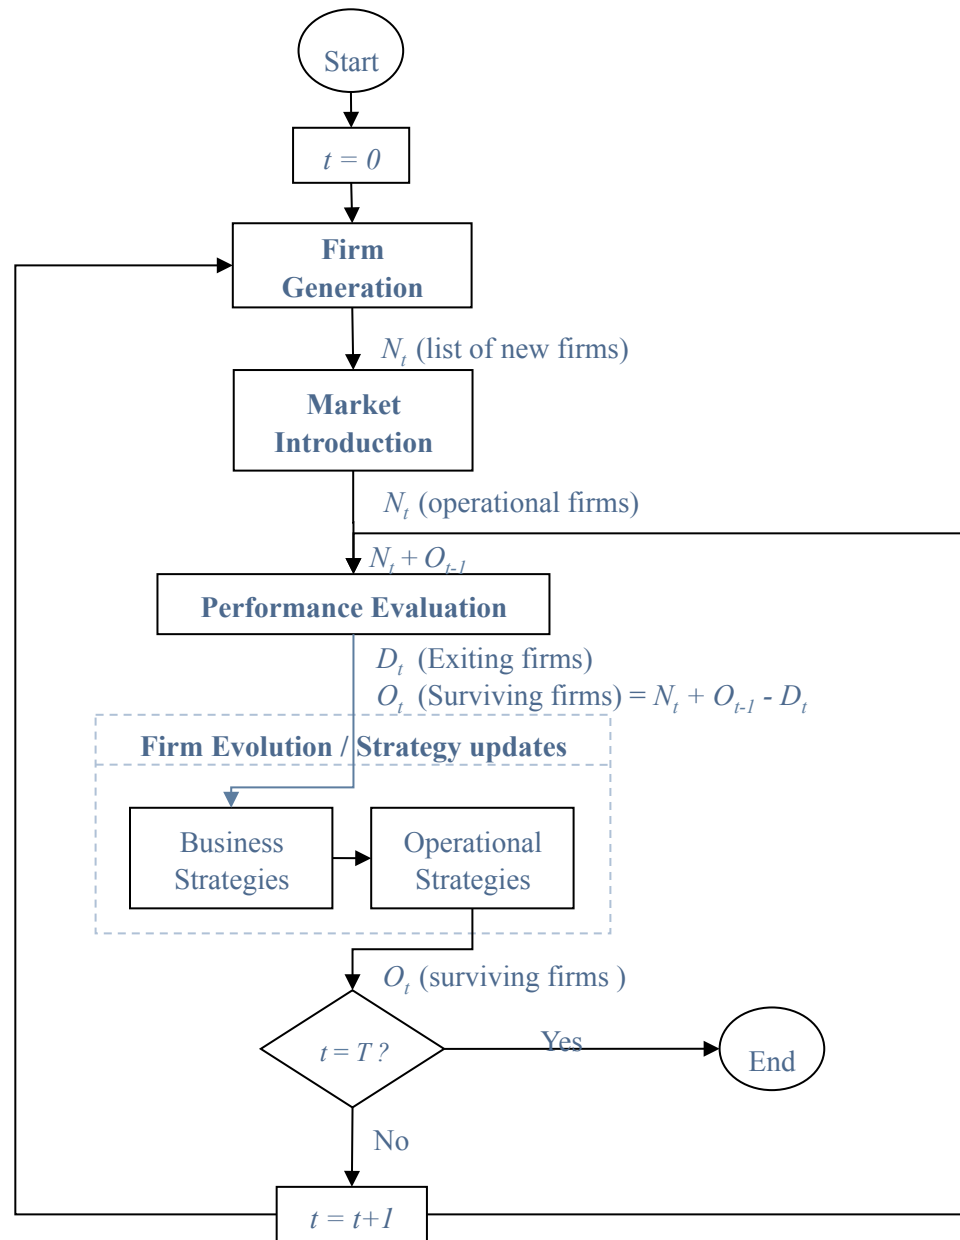 Start
t = 0
Firm
Generation
Nt (list of new firms)
Market
Introduction
Nt (operational firms)
Nt + Ot-1
Performance Evaluation
Dt (Exiting firms)
Ot (Surviving firms) = Nt + Ot-1 - Dt
Firm Evolution / Strategy updates
Business
Strategies
Operational
Strategies
Ot (surviving firms )
t = T ?
Yes
End
No
t = t+1